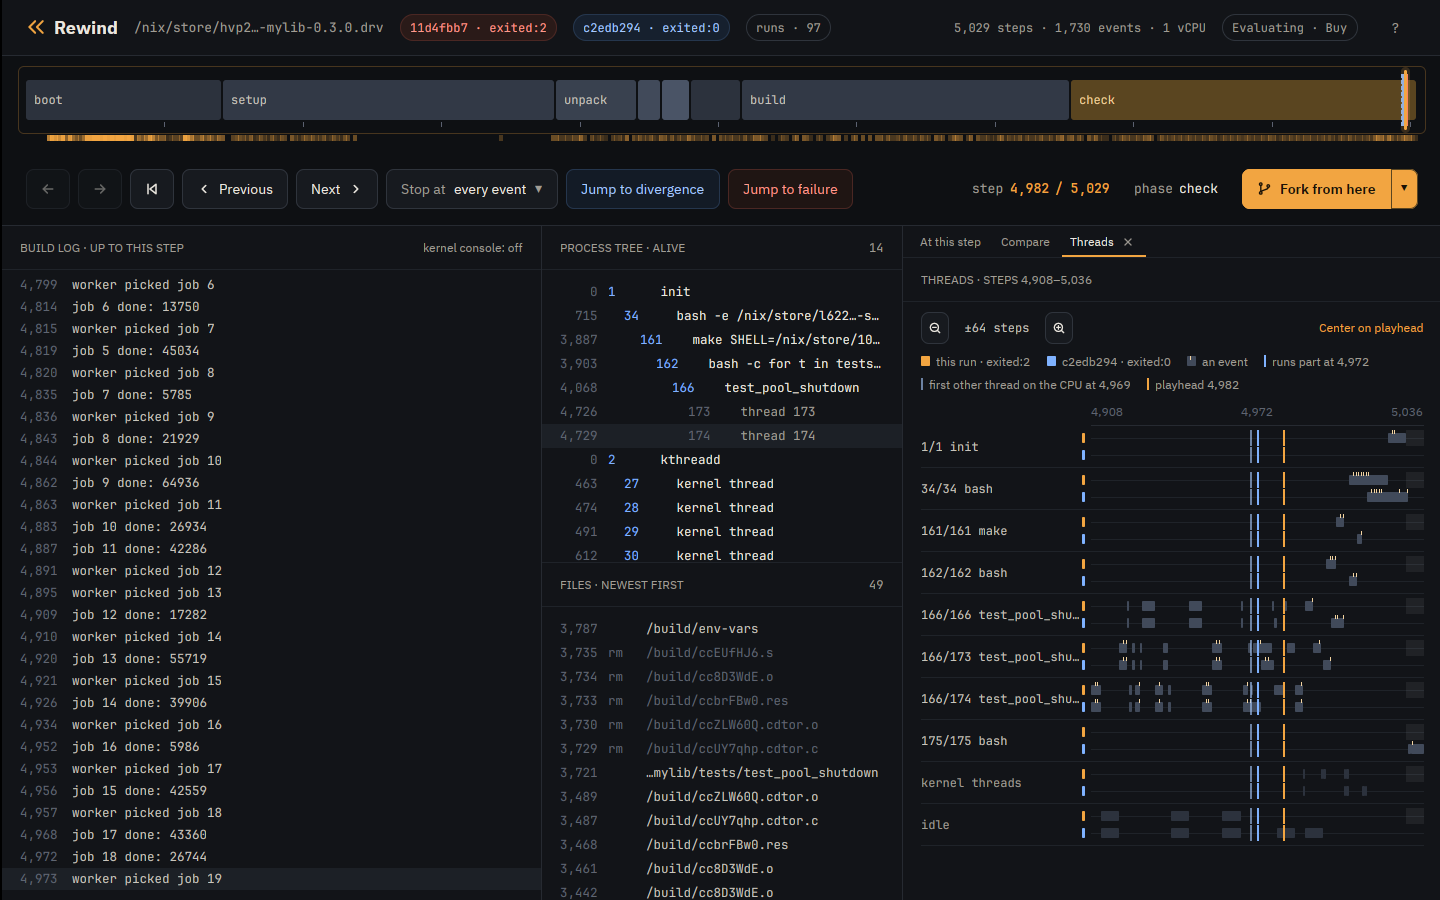 Rewind /nix/store/hvp2…-mylib-0.3.0.drv 11d4fbb7 · exited:2 c2edb294 · exited:0 runs · 97 5,029 steps · 1,730 events · 1 vCPU Evaluating · Buy ?
boot setup unpack build check
Previous Next Stop at every event Jump to divergence Jump to failure step 4,982 / 5,029 phase check Fork from here
BUILD LOG · UP TO THIS STEP kernel console: off
4,799 worker picked job 6
4,814 job 6 done: 13750
4,815 worker picked job 7
4,819 job 5 done: 45034
4,820 worker picked job 8
4,835 job 7 done: 5785
4,836 worker picked job 9
4,843 job 8 done: 21929
4,844 worker picked job 10
4,862 job 9 done: 64936
4,863 worker picked job 11
4,883 job 10 done: 26934
4,887 job 11 done: 42286
4,891 worker picked job 12
4,895 worker picked job 13
4,909 job 12 done: 17282
4,910 worker picked job 14
4,920 job 13 done: 55719
4,921 worker picked job 15
4,926 job 14 done: 39906
4,934 worker picked job 16
4,952 job 16 done: 5986
4,953 worker picked job 17
4,956 job 15 done: 42559
4,957 worker picked job 18
4,968 job 17 done: 43360
4,972 job 18 done: 26744
4,973 worker picked job 19
PROCESS TREE · ALIVE 14
0 1 init
715 34 bash -e /nix/store/l622…-s…
3,887 161 make SHELL=/nix/store/10…
3,903 162 bash -c for t in tests…
4,068 166 test_pool_shutdown
4,726 173 thread 173
4,729 174 thread 174
0 2 kthreadd
463 27 kernel thread
474 28 kernel thread
491 29 kernel thread
612 30 kernel thread
FILES · NEWEST FIRST 49
3,787 /build/env-vars
3,735 rm /build/ccEUfHJ6.s
3,734 rm /build/cc8D3WdE.o
3,733 rm /build/ccbrFBw0.res
3,730 rm /build/ccZLW60Q.cdtor.o
3,729 rm /build/ccUY7qhp.cdtor.c
3,721 …mylib/tests/test_pool_shutdown
3,489 /build/ccZLW60Q.cdtor.o
3,487 /build/ccUY7qhp.cdtor.c
3,468 /build/ccbrFBw0.res
3,461 /build/cc8D3WdE.o
3,442 /build/cc8D3WdE.o
At this step Compare Threads ×
THREADS · STEPS 4,908–5,036
±64 steps Center on playhead
this run · exited:2 c2edb294 · exited:0 an event runs part at 4,972
first other thread on the CPU at 4,969 playhead 4,982
4,908 4,972 5,036
1/1 init
34/34 bash
161/161 make
162/162 bash
166/166 test_pool_shu…
166/173 test_pool_shu…
166/174 test_pool_shu…
175/175 bash
kernel threads
idle